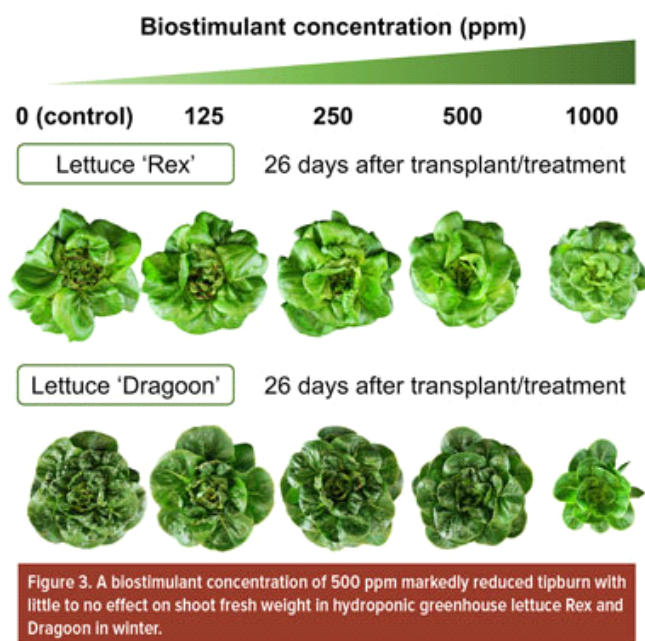 Biostimulant concentration (ppm)
0 (control) 125 250 500 1000
Lettuce ‘Rex’ 26 days after transplant/treatment
Lettuce ‘Dragoon’ 26 days after transplant/treatment
Figure 3. A biostimulant concentration of 500 ppm markedly reduced tipburn with
little to no effect on shoot fresh weight in hydroponic greenhouse lettuce Rex and
Dragoon in winter.